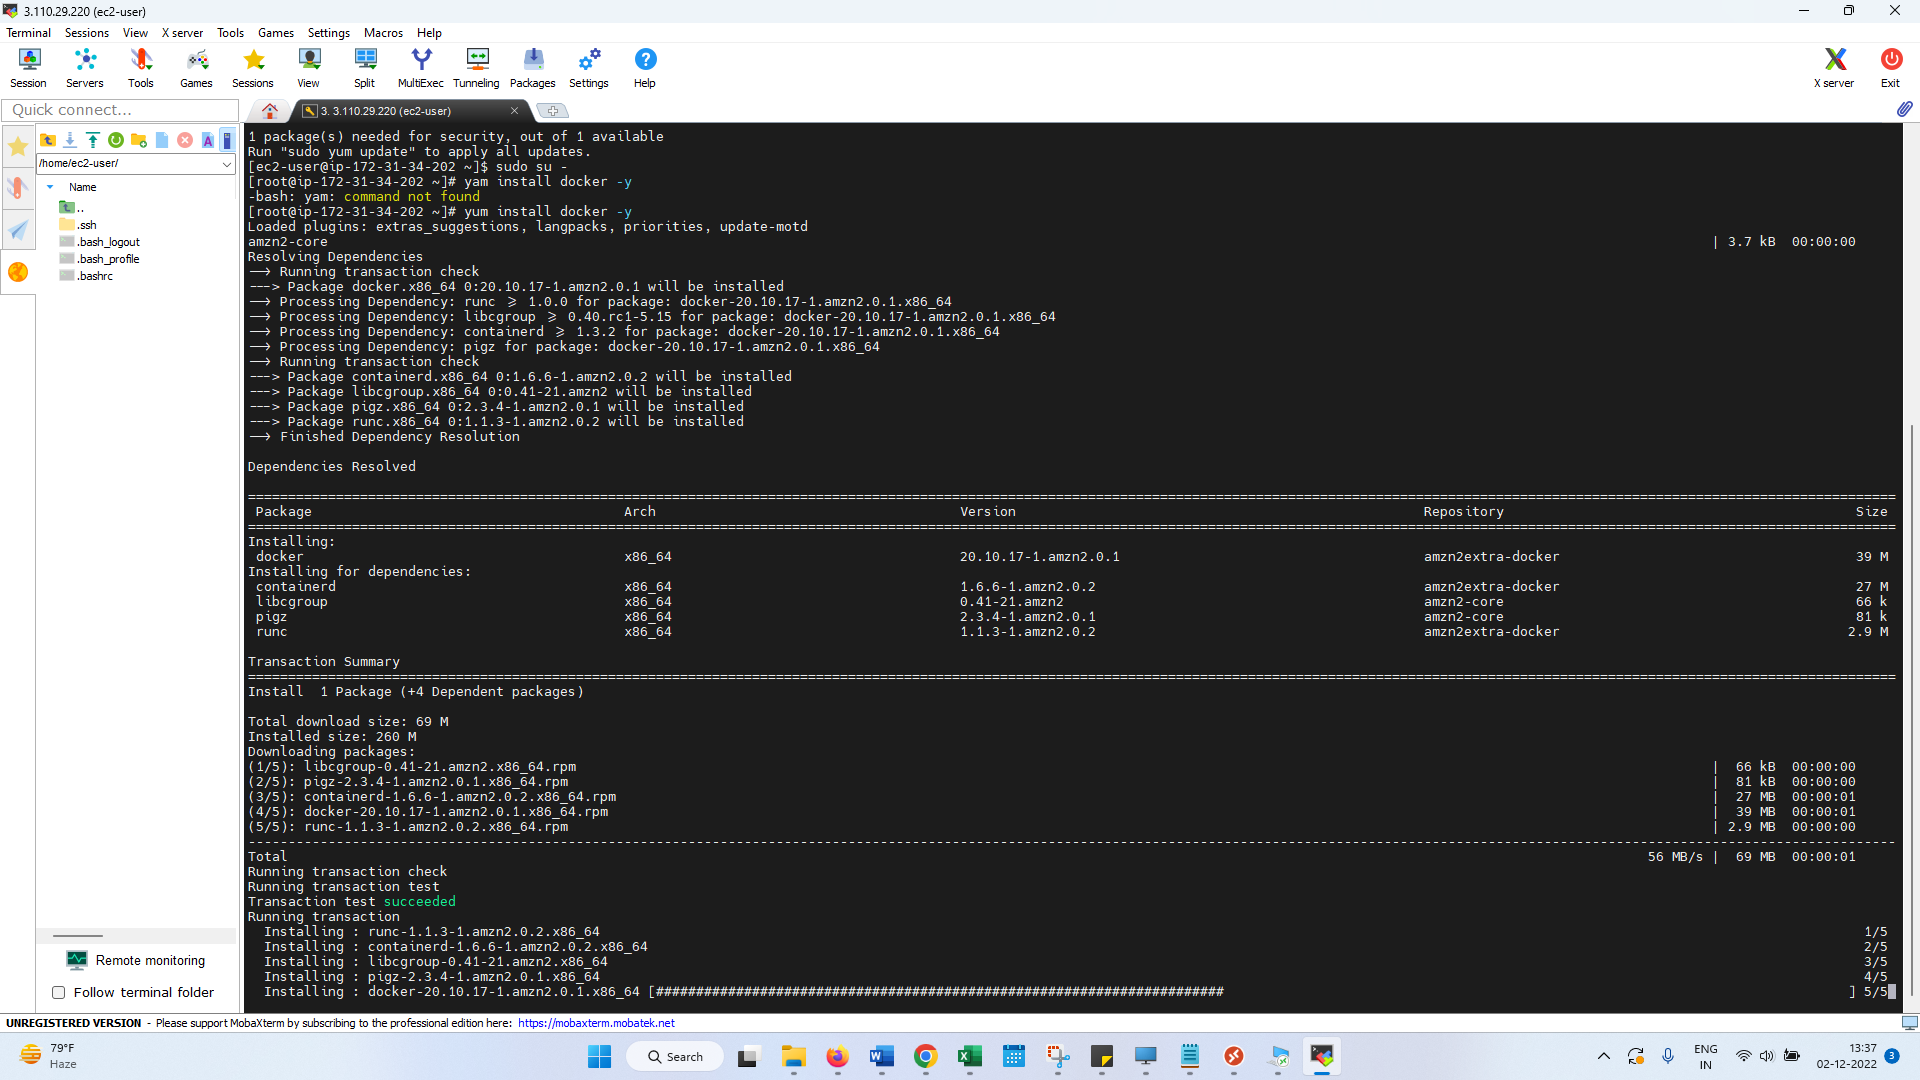 3.110.29.220 (ec2-user)
Terminal Sessions View X server Tools Games Settings Macros Help
Session Servers Tools Games Sessions View Split MultiExec Tunneling Packages Settings Help X server Exit
Quick connect... 3. 3.110.29.220 (ec2-user)
/home/ec2-user/
Name
..
.ssh
.bash_logout
.bash_profile
.bashrc
Remote monitoring
Follow terminal folder
1 package(s) needed for security, out of 1 available
Run "sudo yum update" to apply all updates.
[ec2-user@ip-172-31-34-202 ~]$ sudo su -
[root@ip-172-31-34-202 ~]# yam install docker -y
-bash: yam: command not found
[root@ip-172-31-34-202 ~]# yum install docker -y
Loaded plugins: extras_suggestions, langpacks, priorities, update-motd
amzn2-core | 3.7 kB 00:00:00
Resolving Dependencies
--> Running transaction check
---> Package docker.x86_64 0:20.10.17-1.amzn2.0.1 will be installed
--> Processing Dependency: runc >= 1.0.0 for package: docker-20.10.17-1.amzn2.0.1.x86_64
--> Processing Dependency: libcgroup >= 0.40.rc1-5.15 for package: docker-20.10.17-1.amzn2.0.1.x86_64
--> Processing Dependency: containerd >= 1.3.2 for package: docker-20.10.17-1.amzn2.0.1.x86_64
--> Processing Dependency: pigz for package: docker-20.10.17-1.amzn2.0.1.x86_64
--> Running transaction check
---> Package containerd.x86_64 0:1.6.6-1.amzn2.0.2 will be installed
---> Package libcgroup.x86_64 0:0.41-21.amzn2 will be installed
---> Package pigz.x86_64 0:2.3.4-1.amzn2.0.1 will be installed
---> Package runc.x86_64 0:1.1.3-1.amzn2.0.2 will be installed
--> Finished Dependency Resolution
Dependencies Resolved
Package Arch Version Repository Size
Installing:
docker x86_64 20.10.17-1.amzn2.0.1 amzn2extra-docker 39 M
Installing for dependencies:
containerd x86_64 1.6.6-1.amzn2.0.2 amzn2extra-docker 27 M
libcgroup x86_64 0.41-21.amzn2 amzn2-core 66 k
pigz x86_64 2.3.4-1.amzn2.0.1 amzn2-core 81 k
runc x86_64 1.1.3-1.amzn2.0.2 amzn2extra-docker 2.9 M
Transaction Summary
Install 1 Package (+4 Dependent packages)
Total download size: 69 M
Installed size: 260 M
Downloading packages:
(1/5): libcgroup-0.41-21.amzn2.x86_64.rpm | 66 kB 00:00:00
(2/5): pigz-2.3.4-1.amzn2.0.1.x86_64.rpm | 81 kB 00:00:00
(3/5): containerd-1.6.6-1.amzn2.0.2.x86_64.rpm | 27 MB 00:00:01
(4/5): docker-20.10.17-1.amzn2.0.1.x86_64.rpm | 39 MB 00:00:01
(5/5): runc-1.1.3-1.amzn2.0.2.x86_64.rpm | 2.9 MB 00:00:00
Total 56 MB/s | 69 MB 00:00:01
Running transaction check
Running transaction test
Transaction test succeeded
Running transaction
Installing : runc-1.1.3-1.amzn2.0.2.x86_64 1/5
Installing : containerd-1.6.6-1.amzn2.0.2.x86_64 2/5
Installing : libcgroup-0.41-21.amzn2.x86_64 3/5
Installing : pigz-2.3.4-1.amzn2.0.1.x86_64 4/5
Installing : docker-20.10.17-1.amzn2.0.1.x86_64 [####################################################################### ] 5/5
UNREGISTERED VERSION - Please support MobaXterm by subscribing to the professional edition here: https://mobaxterm.mobatek.net
79°F
Haze
Search
ENG
IN
13:37
02-12-2022
3